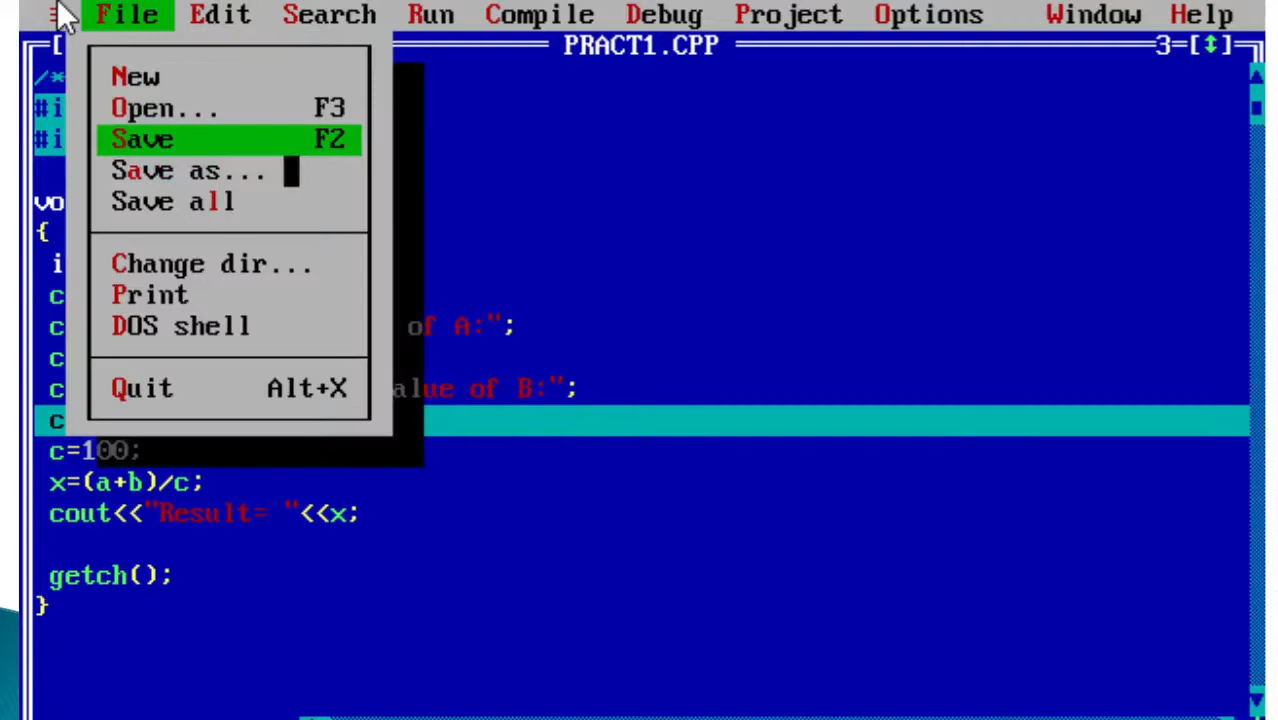 ≡ File Edit Search Run Compile Debug Project Options Window Help
[ PRACT1.CPP 3=[↕]
/*
#i
#i
vo
{
i
c
c of A:";
c
c alue of B:";
c
c=100;
x=(a+b)/c;
cout<<"Result= "<<x;
getch();
}
New
Open... F3
Save F2
Save as...
Save all
Change dir...
Print
DOS shell
Quit Alt+X